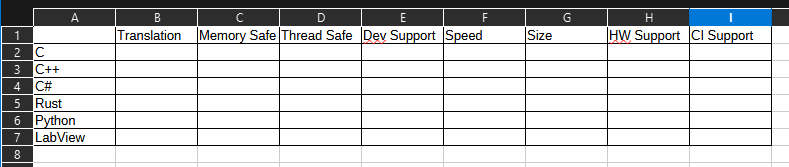 A B C D E F G H I
1 Translation Memory Safe Thread Safe Dev Support Speed Size HW Support CI Support
2 C
3 C++
4 C#
5 Rust
6 Python
7 LabView
8